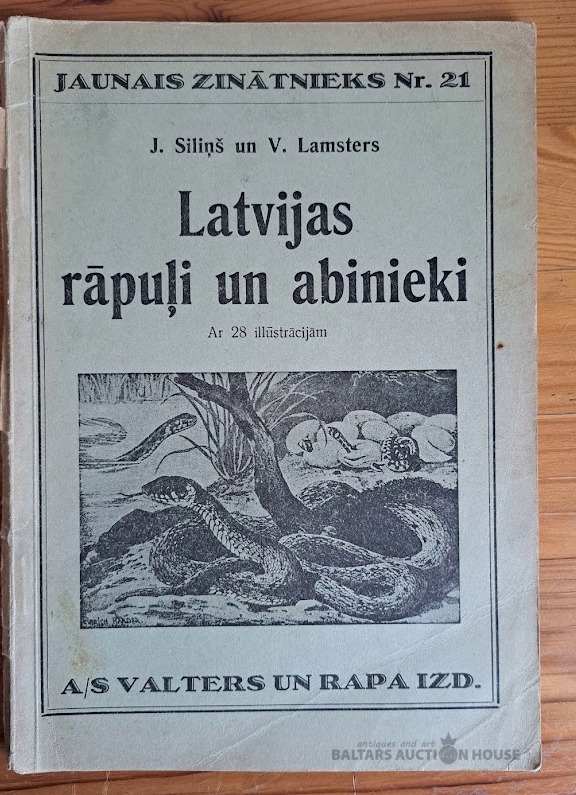 JAUNAIS ZINĀTNIEKS Nr. 21
J. Siliņš un V. Lamsters
Latvijas
rāpuļi un abinieki
Ar 28 illūstrācijām
A/S VALTERS UN RAPA IZD.
antiques and art
BALTARS AUCTION HOUSE